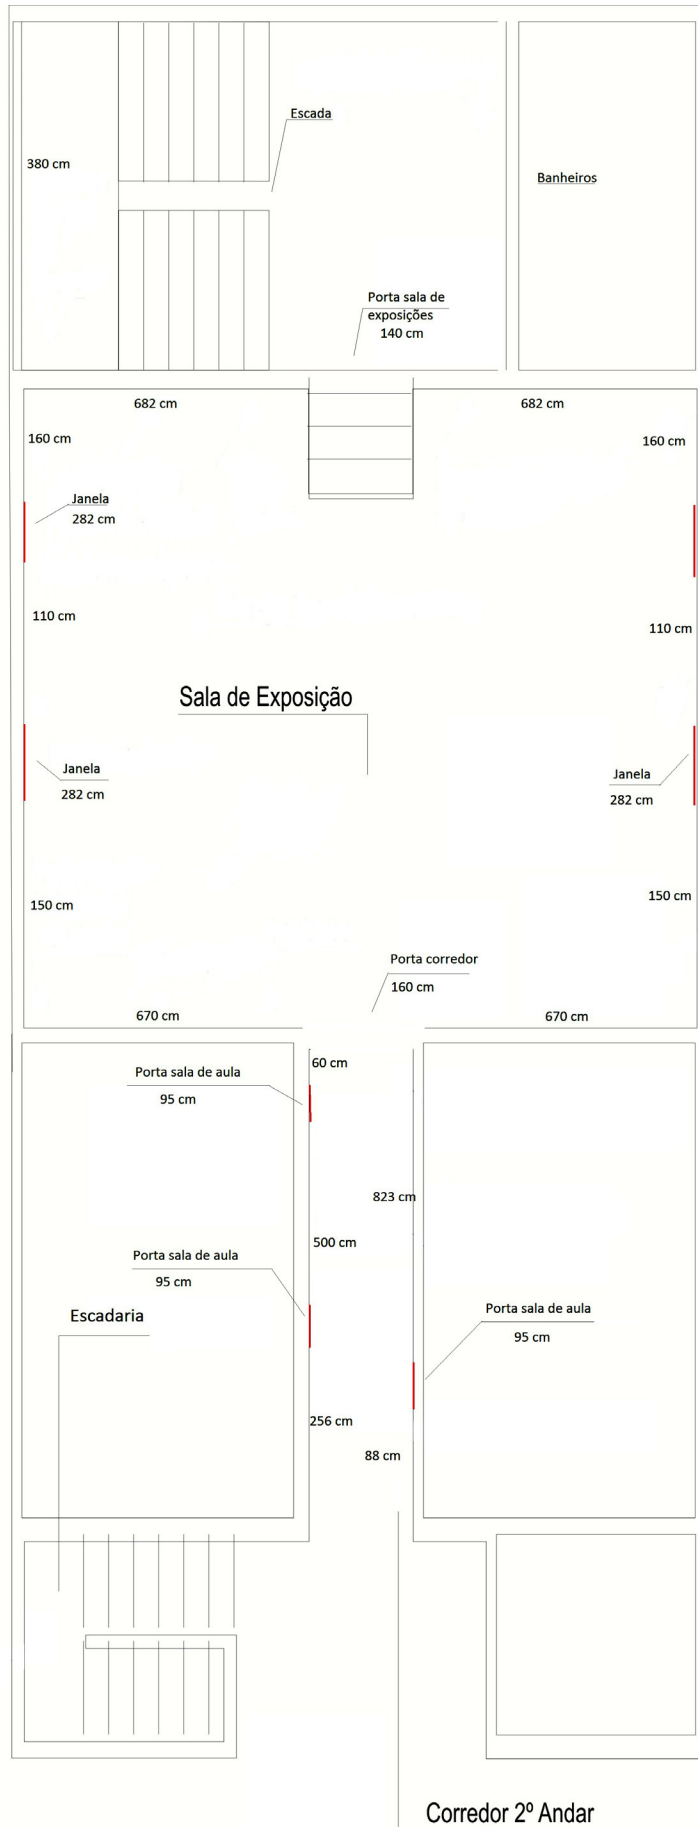 Escada
380 cm
Banheiros
Porta sala de
exposições
140 cm
682 cm
682 cm
160 cm
160 cm
Janela
282 cm
110 cm
110 cm
Sala de Exposição
Janela
282 cm
Janela
282 cm
150 cm
150 cm
Porta corredor
160 cm
670 cm
670 cm
60 cm
Porta sala de aula
95 cm
823 cm
500 cm
Porta sala de aula
95 cm
Escadaria
Porta sala de aula
95 cm
256 cm
88 cm
Corredor 2º Andar